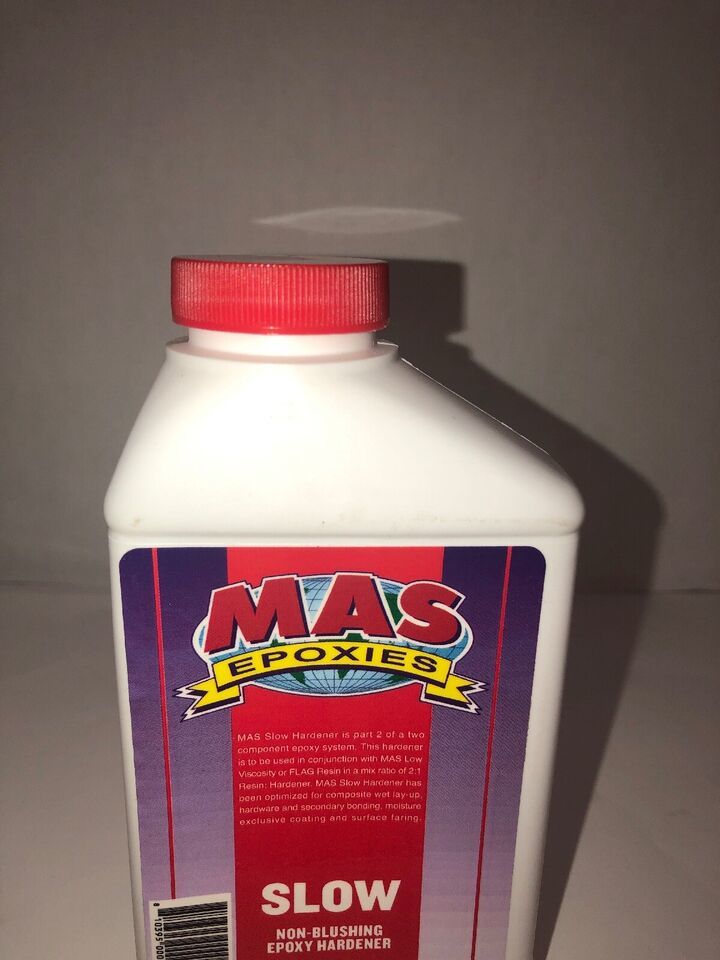 MAS
EPOXIES
MAS Slow Hardener is part 2 of a two
component epoxy system. This hardener
is to be used in conjunction with MAS Low
Viscosity or FLAG Resin in a mix ratio of 2:1
Resin: Hardener. MAS Slow Hardener has
been optimized for composite wet lay-up,
hardware and secondary bonding, moisture
exclusive coating and surface faring.
SLOW
NON-BLUSHING
EPOXY HARDENER
8 10395 000